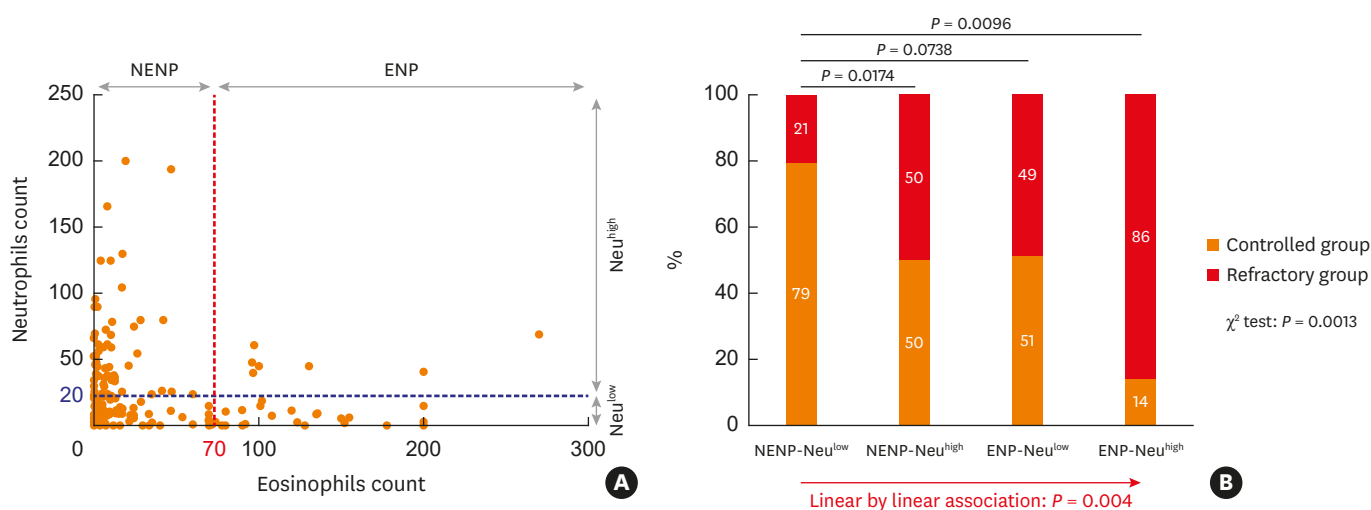 NENP
ENP
250
200
150
100
50
20
0
Neutrophils count
Neuhigh
Neulow
0
70
100
200
300
Eosinophils count
A
P = 0.0096
P = 0.0738
P = 0.0174
100
80
60
40
20
0
%
21
79
50
50
49
51
86
14
NENP-Neulow
NENP-Neuhigh
ENP-Neulow
ENP-Neuhigh
Controlled group
Refractory group
χ² test: P = 0.0013
Linear by linear association: P = 0.004
B